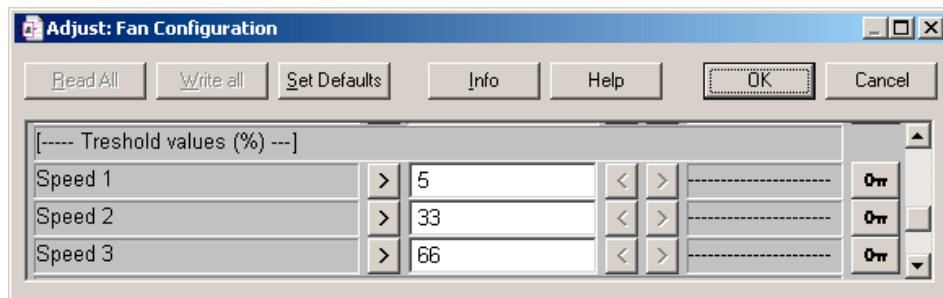 Adjust: Fan Configuration
Read All Write all Set Defaults Info Help OK Cancel
[----- Treshold values (%) ---]
Speed 1 > 5 < > ----------------------
Speed 2 > 33 < > ----------------------
Speed 3 > 66 < > ----------------------